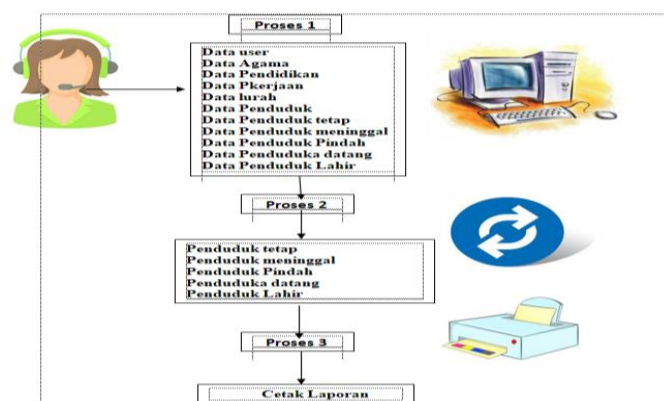 Proses 1
Data user
Data Agama
Data Pendidikan
Data Pkerjaan
Data lurah
Data Penduduk
Data Penduduk tetap
Data Penduduk meninggal
Data Penduduk Pindah
Data Penduduka datang
Data Penduduk Lahir
Proses 2
Penduduk tetap
Penduduk meninggal
Penduduk Pindah
Penduduka datang
Penduduk Lahir
Proses 3
Cetak Laporan